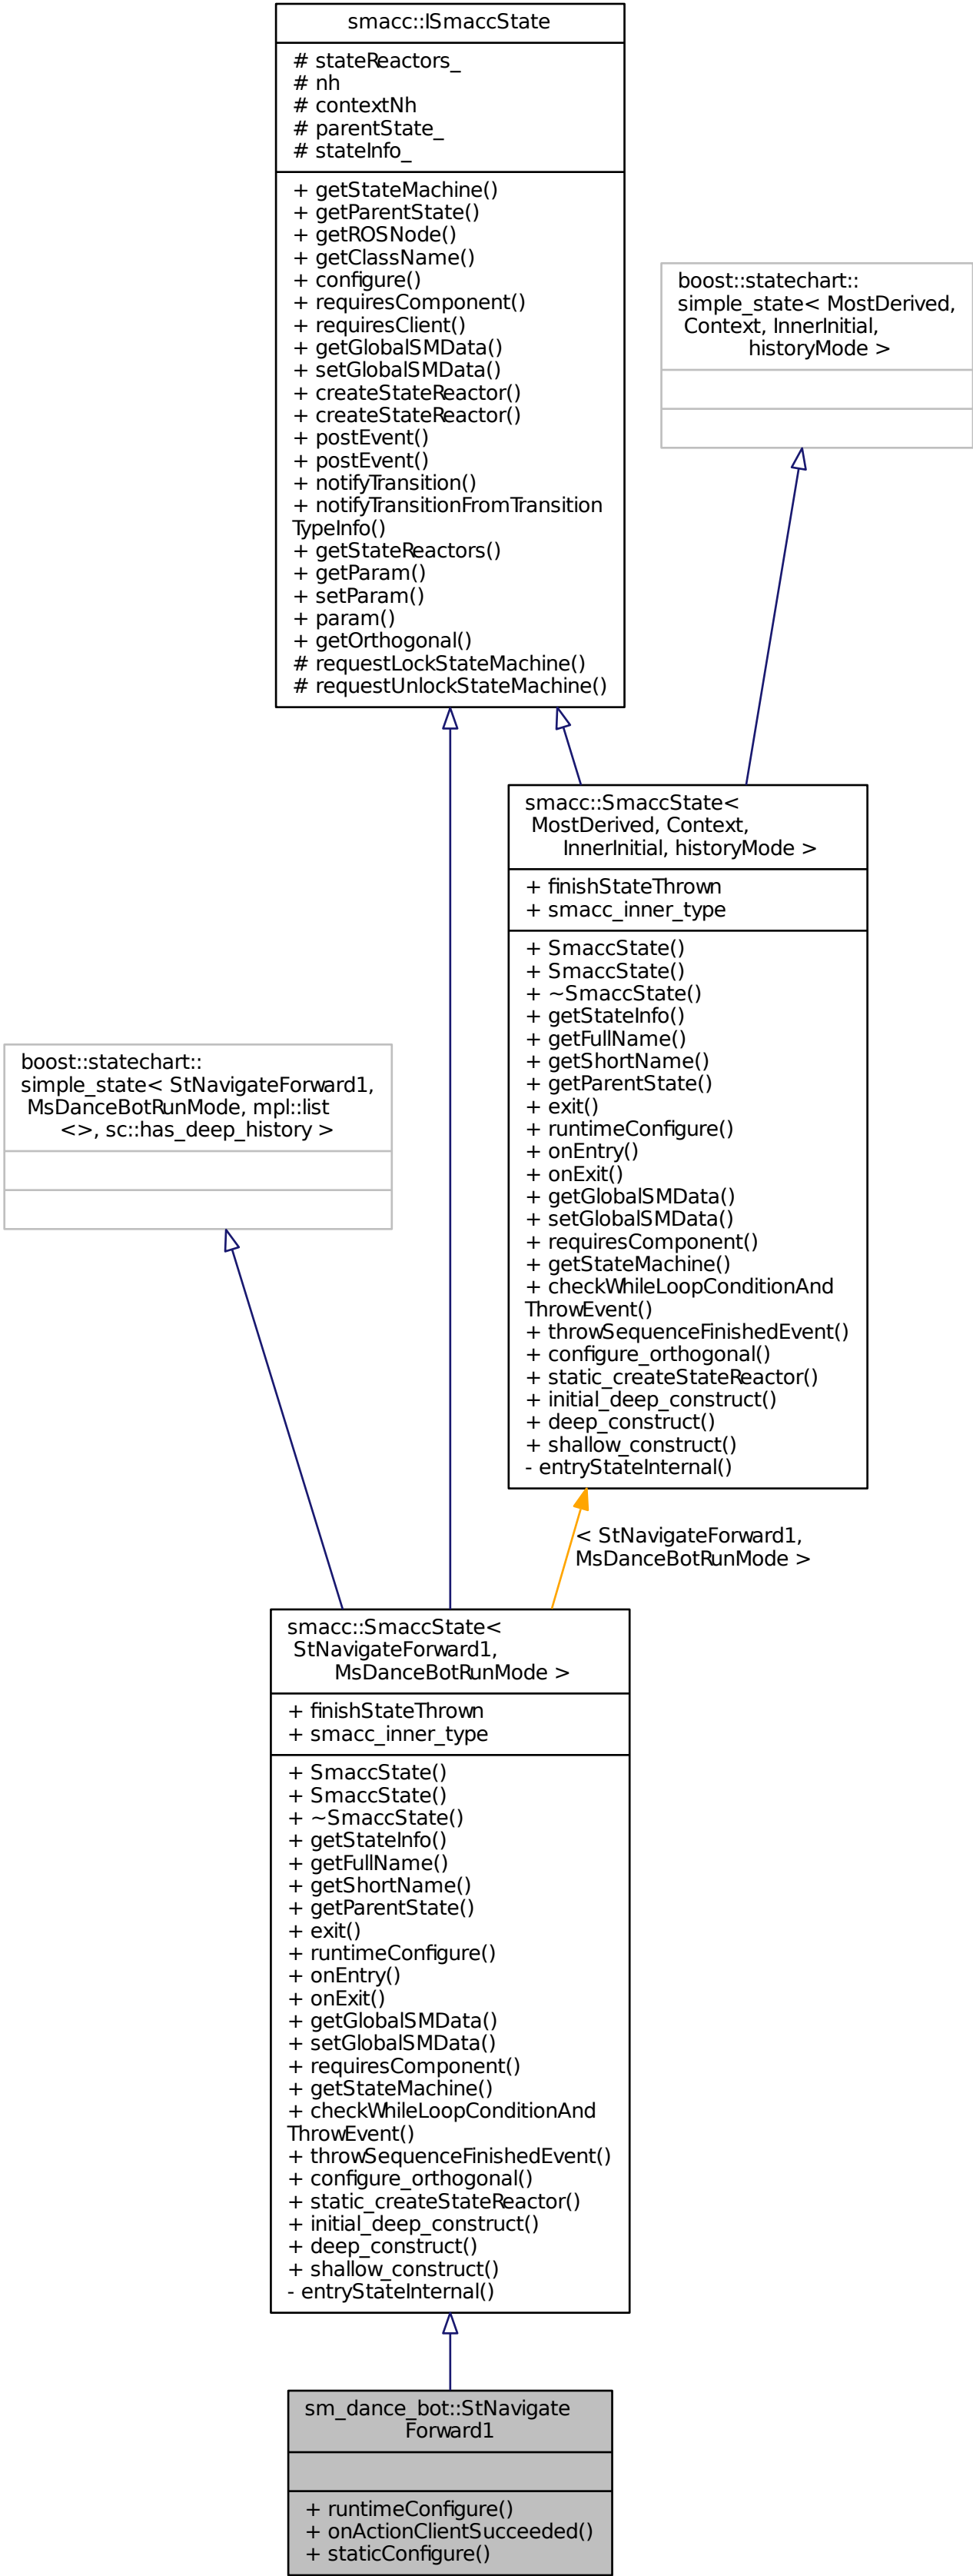 smacc::ISmaccState
# stateReactors_
# nh
# contextNh
# parentState_
# stateInfo_
+ getStateMachine()
+ getParentState()
+ getROSNode()
+ getClassName()
+ configure()
+ requiresComponent()
+ requiresClient()
+ getGlobalSMData()
+ setGlobalSMData()
+ createStateReactor()
+ createStateReactor()
+ postEvent()
+ postEvent()
+ notifyTransition()
+ notifyTransitionFromTransition
TypeInfo()
+ getStateReactors()
+ getParam()
+ setParam()
+ param()
+ getOrthogonal()
# requestLockStateMachine()
# requestUnlockStateMachine()
boost::statechart::
simple_state< MostDerived,
Context, InnerInitial,
historyMode >
smacc::SmaccState<
MostDerived, Context,
InnerInitial, historyMode >
+ finishStateThrown
+ smacc_inner_type
+ SmaccState()
+ SmaccState()
+ ~SmaccState()
+ getStateInfo()
+ getFullName()
+ getShortName()
+ getParentState()
+ exit()
+ runtimeConfigure()
+ onEntry()
+ onExit()
+ getGlobalSMData()
+ setGlobalSMData()
+ requiresComponent()
+ getStateMachine()
+ checkWhileLoopConditionAnd
ThrowEvent()
+ throwSequenceFinishedEvent()
+ configure_orthogonal()
+ static_createStateReactor()
+ initial_deep_construct()
+ deep_construct()
+ shallow_construct()
- entryStateInternal()
boost::statechart::
simple_state< StNavigateForward1,
MsDanceBotRunMode, mpl::list
<>, sc::has_deep_history >
< StNavigateForward1,
MsDanceBotRunMode >
smacc::SmaccState<
StNavigateForward1,
MsDanceBotRunMode >
+ finishStateThrown
+ smacc_inner_type
+ SmaccState()
+ SmaccState()
+ ~SmaccState()
+ getStateInfo()
+ getFullName()
+ getShortName()
+ getParentState()
+ exit()
+ runtimeConfigure()
+ onEntry()
+ onExit()
+ getGlobalSMData()
+ setGlobalSMData()
+ requiresComponent()
+ getStateMachine()
+ checkWhileLoopConditionAnd
ThrowEvent()
+ throwSequenceFinishedEvent()
+ configure_orthogonal()
+ static_createStateReactor()
+ initial_deep_construct()
+ deep_construct()
+ shallow_construct()
- entryStateInternal()
sm_dance_bot::StNavigate
Forward1
+ runtimeConfigure()
+ onActionClientSucceeded()
+ staticConfigure()